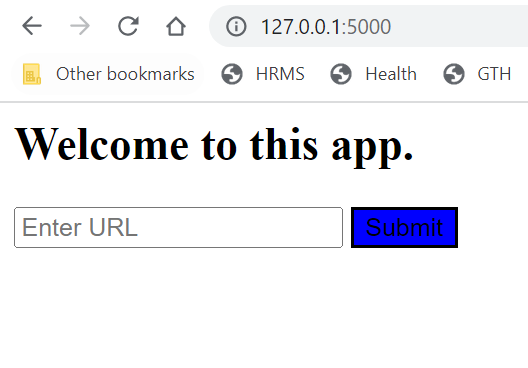 127.0.0.1:5000
Other bookmarks HRMS Health GTH
Welcome to this app.
Enter URL Submit